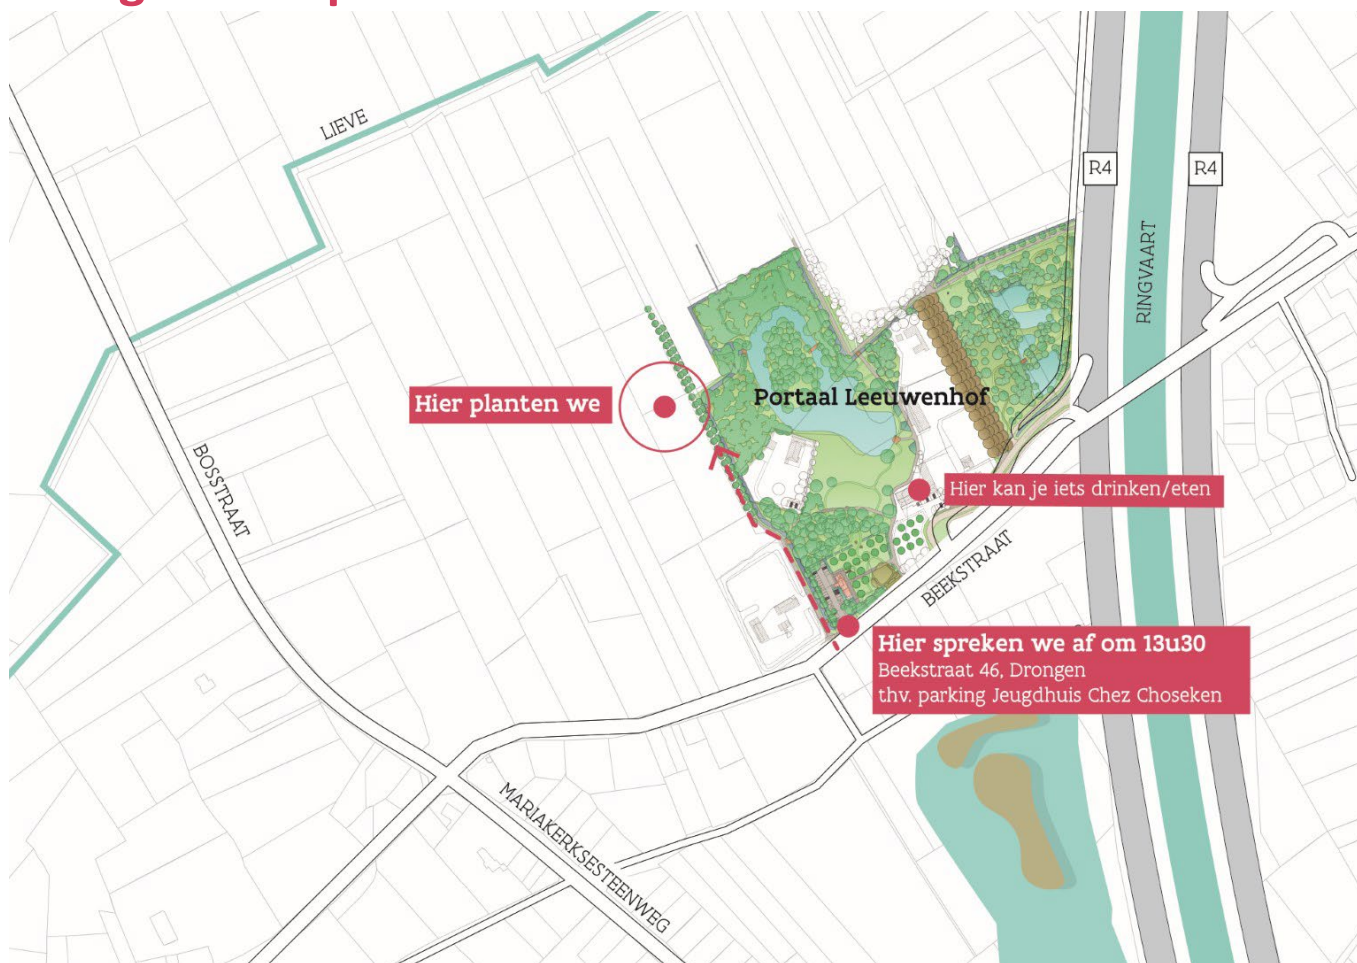 LIEVE
R4
R4
RINGVAART
Hier planten we
Portaal Leeuwenhof
BOSSTRAAT
Hier kan je iets drinken/eten
BEEKSTRAAT
Hier spreken we af om 13u30
Beekstraat 46, Drongen
thv. parking Jeugdhuis Chez Choseken
MARIAKERKSESTEENWEG